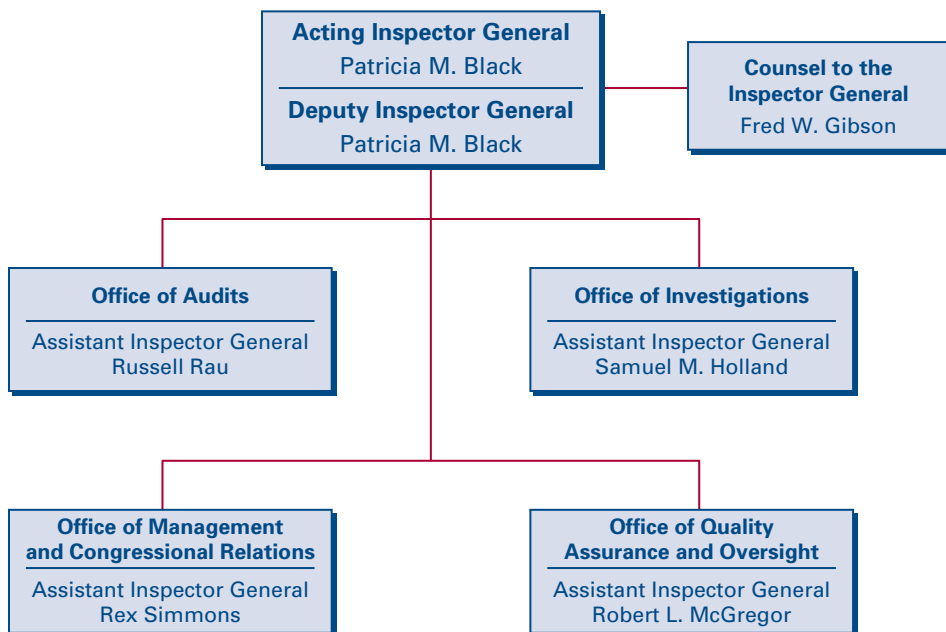 Acting Inspector General
Patricia M. Black
Deputy Inspector General
Patricia M. Black
Counsel to the
Inspector General
Fred W. Gibson
Office of Audits
Assistant Inspector General
Russell Rau
Office of Investigations
Assistant Inspector General
Samuel M. Holland
Office of Management
and Congressional Relations
Assistant Inspector General
Rex Simmons
Office of Quality
Assurance and Oversight
Assistant Inspector General
Robert L. McGregor